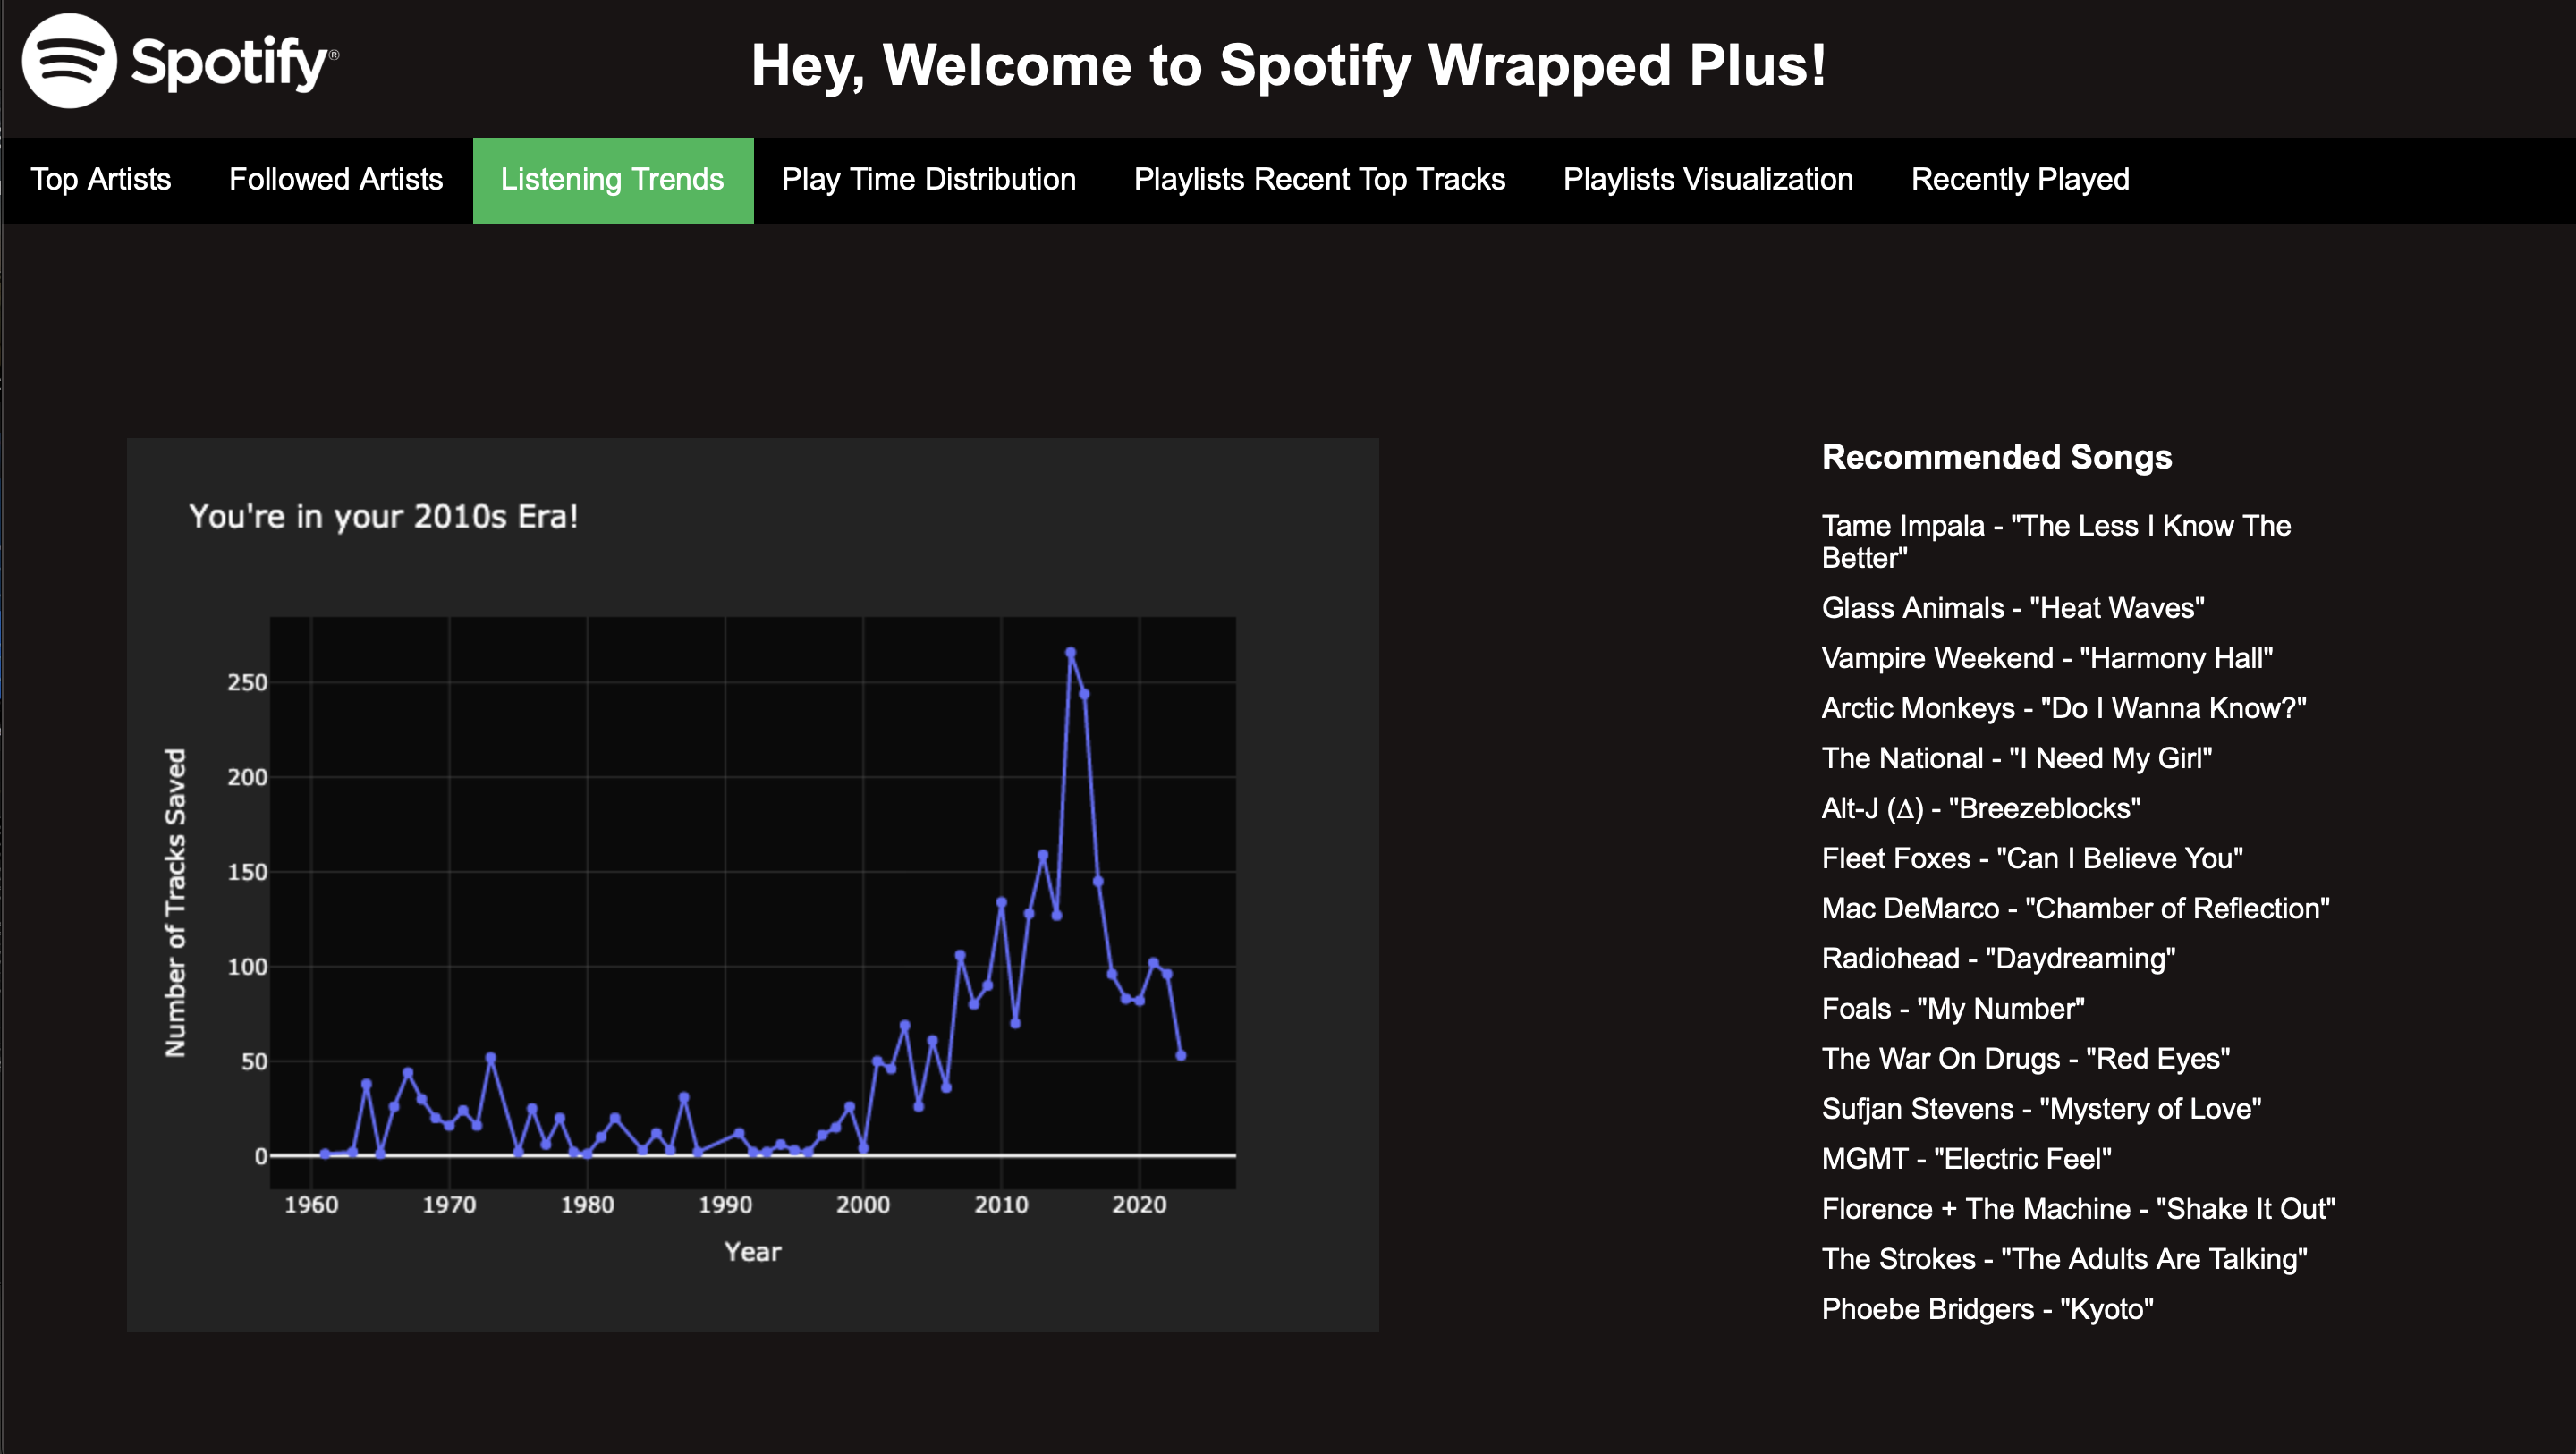 Spotify®
Hey, Welcome to Spotify Wrapped Plus!
Top Artists
Followed Artists
Listening Trends
Play Time Distribution
Playlists Recent Top Tracks
Playlists Visualization
Recently Played
You're in your 2010s Era!
Number of Tracks Saved
250
200
150
100
50
0
1960
1970
1980
1990
2000
2010
2020
Year
Recommended Songs
Tame Impala - "The Less I Know The
Better"
Glass Animals - "Heat Waves"
Vampire Weekend - "Harmony Hall"
Arctic Monkeys - "Do I Wanna Know?"
The National - "I Need My Girl"
Alt-J (∆) - "Breezeblocks"
Fleet Foxes - "Can I Believe You"
Mac DeMarco - "Chamber of Reflection"
Radiohead - "Daydreaming"
Foals - "My Number"
The War On Drugs - "Red Eyes"
Sufjan Stevens - "Mystery of Love"
MGMT - "Electric Feel"
Florence + The Machine - "Shake It Out"
The Strokes - "The Adults Are Talking"
Phoebe Bridgers - "Kyoto"